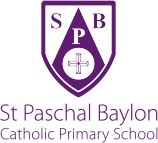 S B
P
St Paschal Baylon
Catholic Primary School